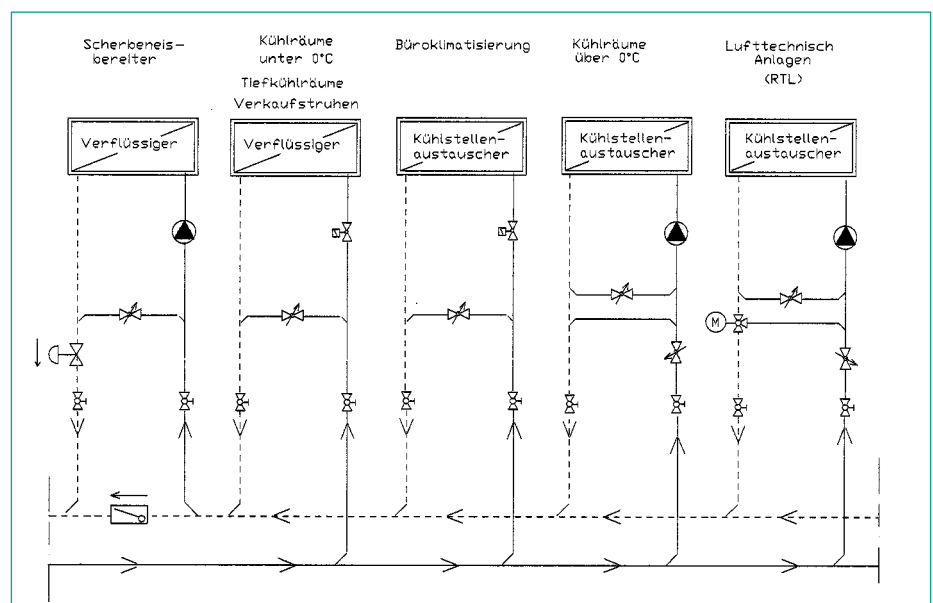 Scherbeneis-
bereiter
Kühlräume
unter 0°C
Tiefkühlräume
Verkaufstruhen
Büroklimatisierung
Kühlräume
über 0°C
Lufttechnisch
Anlagen
(RTL)
Verflüssiger
Verflüssiger
Kühlstellen-
austauscher
Kühlstellen-
austauscher
Kühlstellen-
austauscher
M